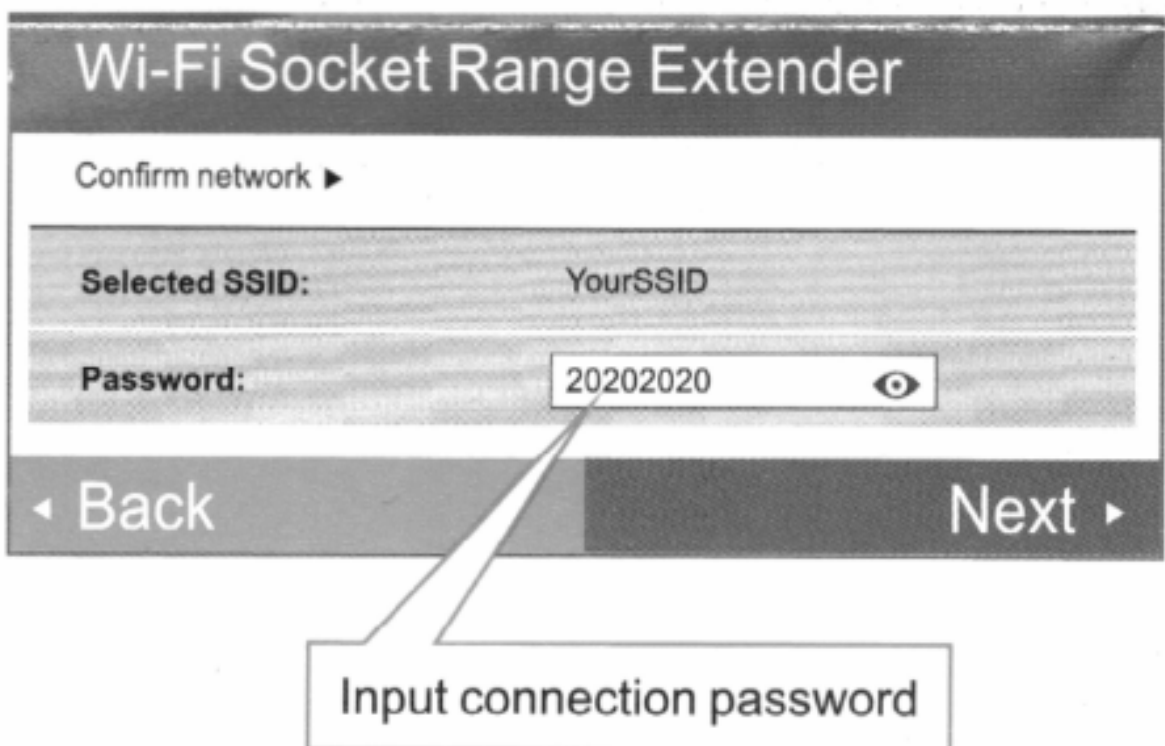 Wi-Fi Socket Range Extender
Confirm network ▶
Selected SSID: YourSSID
Password: 20202020
◀ Back Next ▶
Input connection password